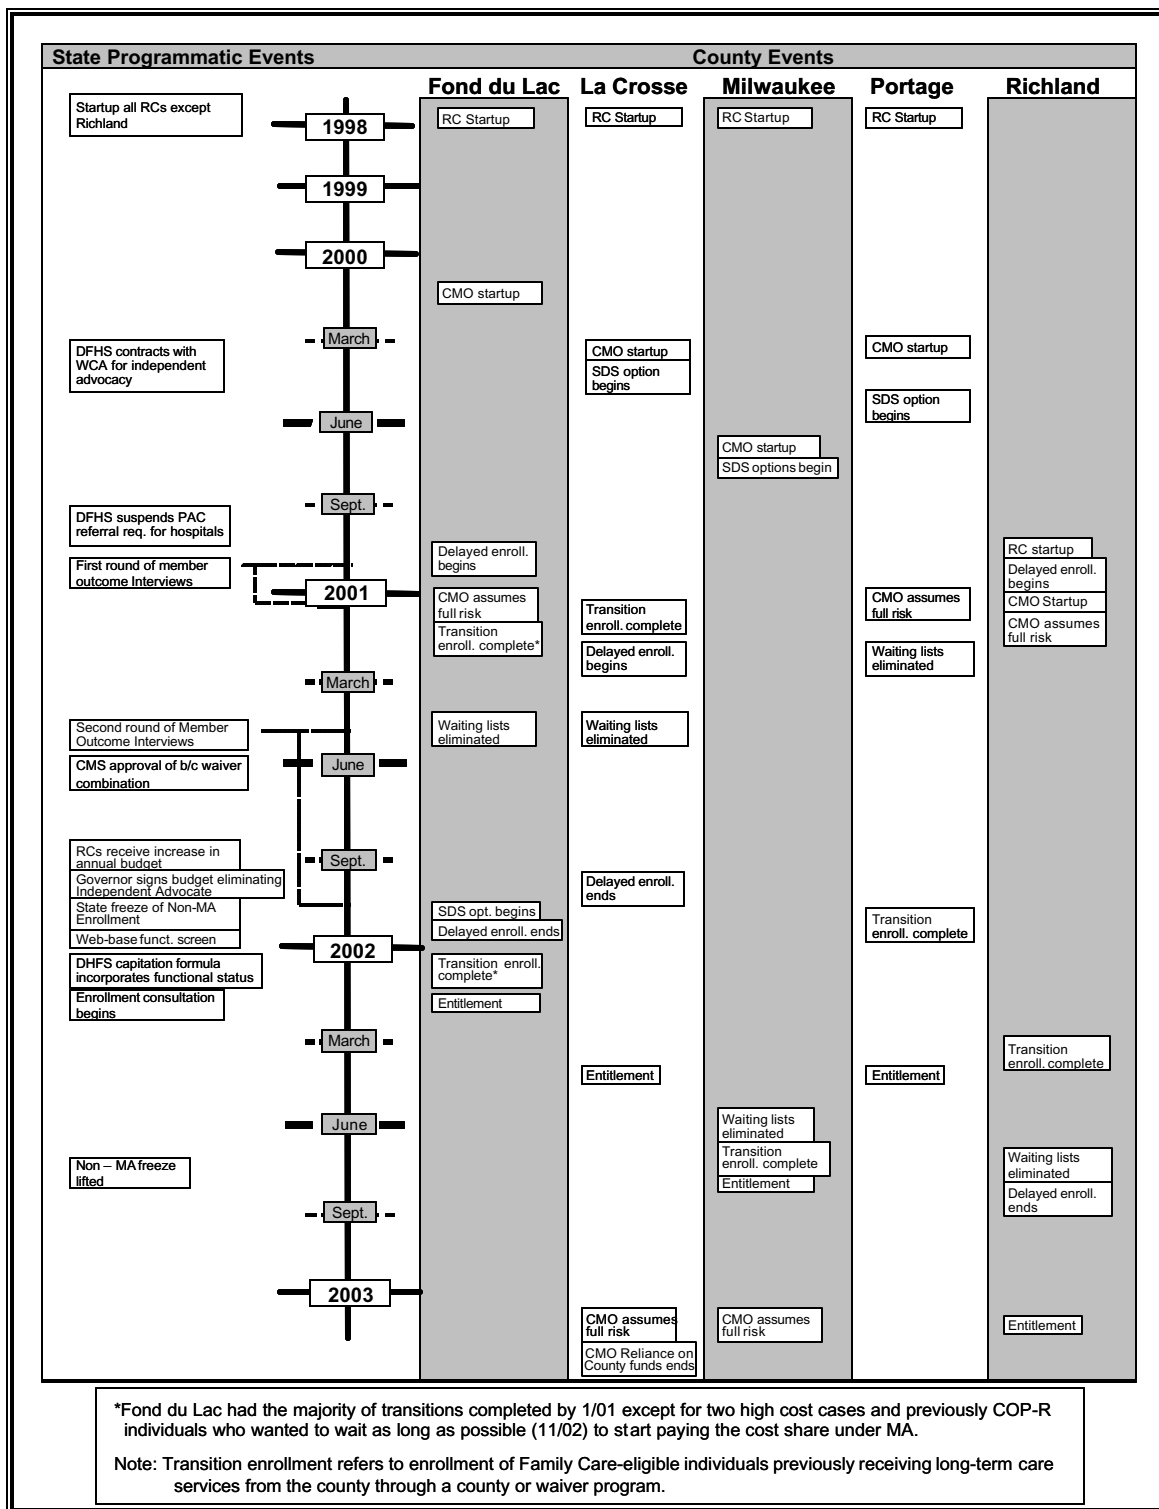 State Programmatic Events
County Events
Fond du Lac
La Crosse
Milwaukee
Portage
Richland
Startup all RCs except
Richland
1998
RC Startup
RC Startup
RC Startup
RC Startup
1999
2000
CMO startup
March
DFHS contracts with
WCA for independent
advocacy
CMO startup
SDS option
begins
CMO startup
SDS option
begins
June
CMO startup
SDS options begin
Sept.
DFHS suspends PAC
referral req. for hospitals
First round of member
outcome Interviews
Delayed enroll.
begins
RC startup
Delayed enroll.
begins
CMO Startup
CMO assumes
full risk
2001
CMO assumes
full risk
Transition
enroll. complete*
Transition
enroll. complete
Delayed enroll.
begins
CMO assumes
full risk
Waiting lists
eliminated
March
Second round of Member
Outcome Interviews
CMS approval of b/c waiver
combination
Waiting lists
eliminated
Waiting lists
eliminated
June
RCs receive increase in
annual budget
Governor signs budget eliminating
Independent Advocate
State freeze of Non-MA
Enrollment
Web-base funct. screen
DHFS capitation formula
incorporates functional status
Enrollment consultation
begins
Sept.
Delayed enroll.
ends
SDS opt. begins
Delayed enroll. ends
Transition enroll.
complete
2002
Transition enroll.
complete*
Entitlement
March
Transition
enroll. complete
Entitlement
Entitlement
June
Waiting lists
eliminated
Transition
enroll. complete
Entitlement
Non – MA freeze
lifted
Waiting lists
eliminated
Delayed enroll.
ends
Sept.
2003
CMO assumes
full risk
CMO Reliance on
County funds ends
CMO assumes
full risk
Entitlement
*Fond du Lac had the majority of transitions completed by 1/01 except for two high cost cases and previously COP-R
individuals who wanted to wait as long as possible (11/02) to start paying the cost share under MA.
Note: Transition enrollment refers to enrollment of Family Care-eligible individuals previously receiving long-term care
services from the county through a county or waiver program.